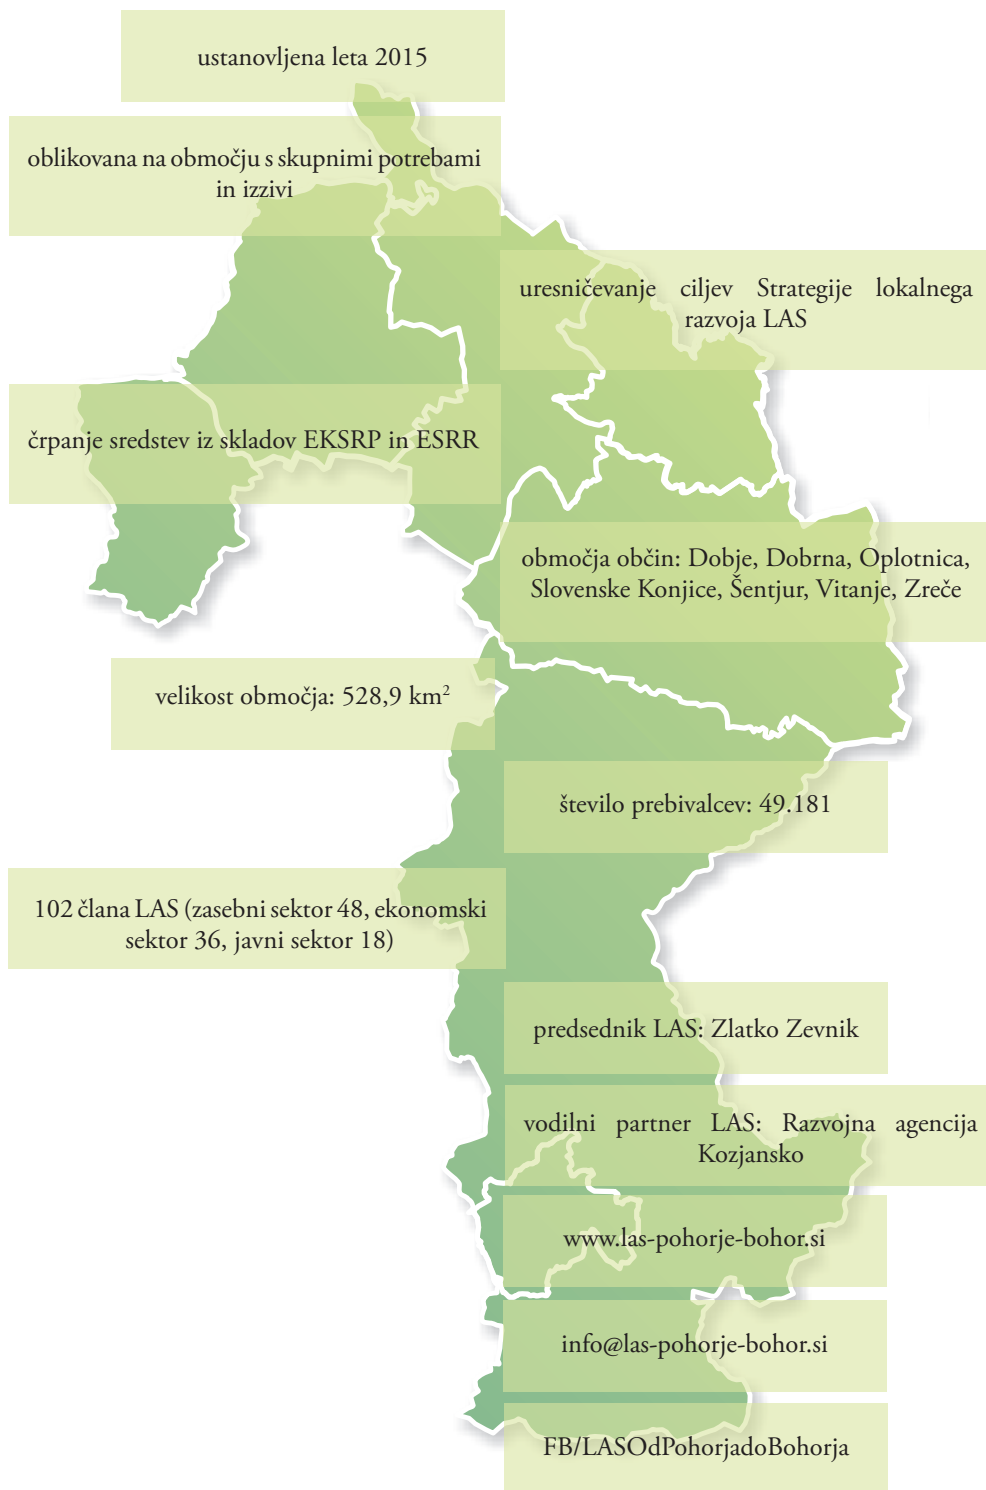 ustanovljena leta 2015
oblikovana na območju s skupnimi potrebami
in izzivi
uresničevanje ciljev Strategije lokalnega
razvoja LAS
črpanje sredstev iz skladov EKSRP in ESRR
območja občin: Dobje, Dobrna, Oplotnica,
Slovenske Konjice, Šentjur, Vitanje, Zreče
velikost območja: 528,9 km²
število prebivalcev: 49.181
102 člana LAS (zasebni sektor 48, ekonomski
sektor 36, javni sektor 18)
predsednik LAS: Zlatko Zevnik
vodilni partner LAS: Razvojna agencija
Kozjansko
www.las-pohorje-bohor.si
info@las-pohorje-bohor.si
FB/LASOdPohorjadoBohorja